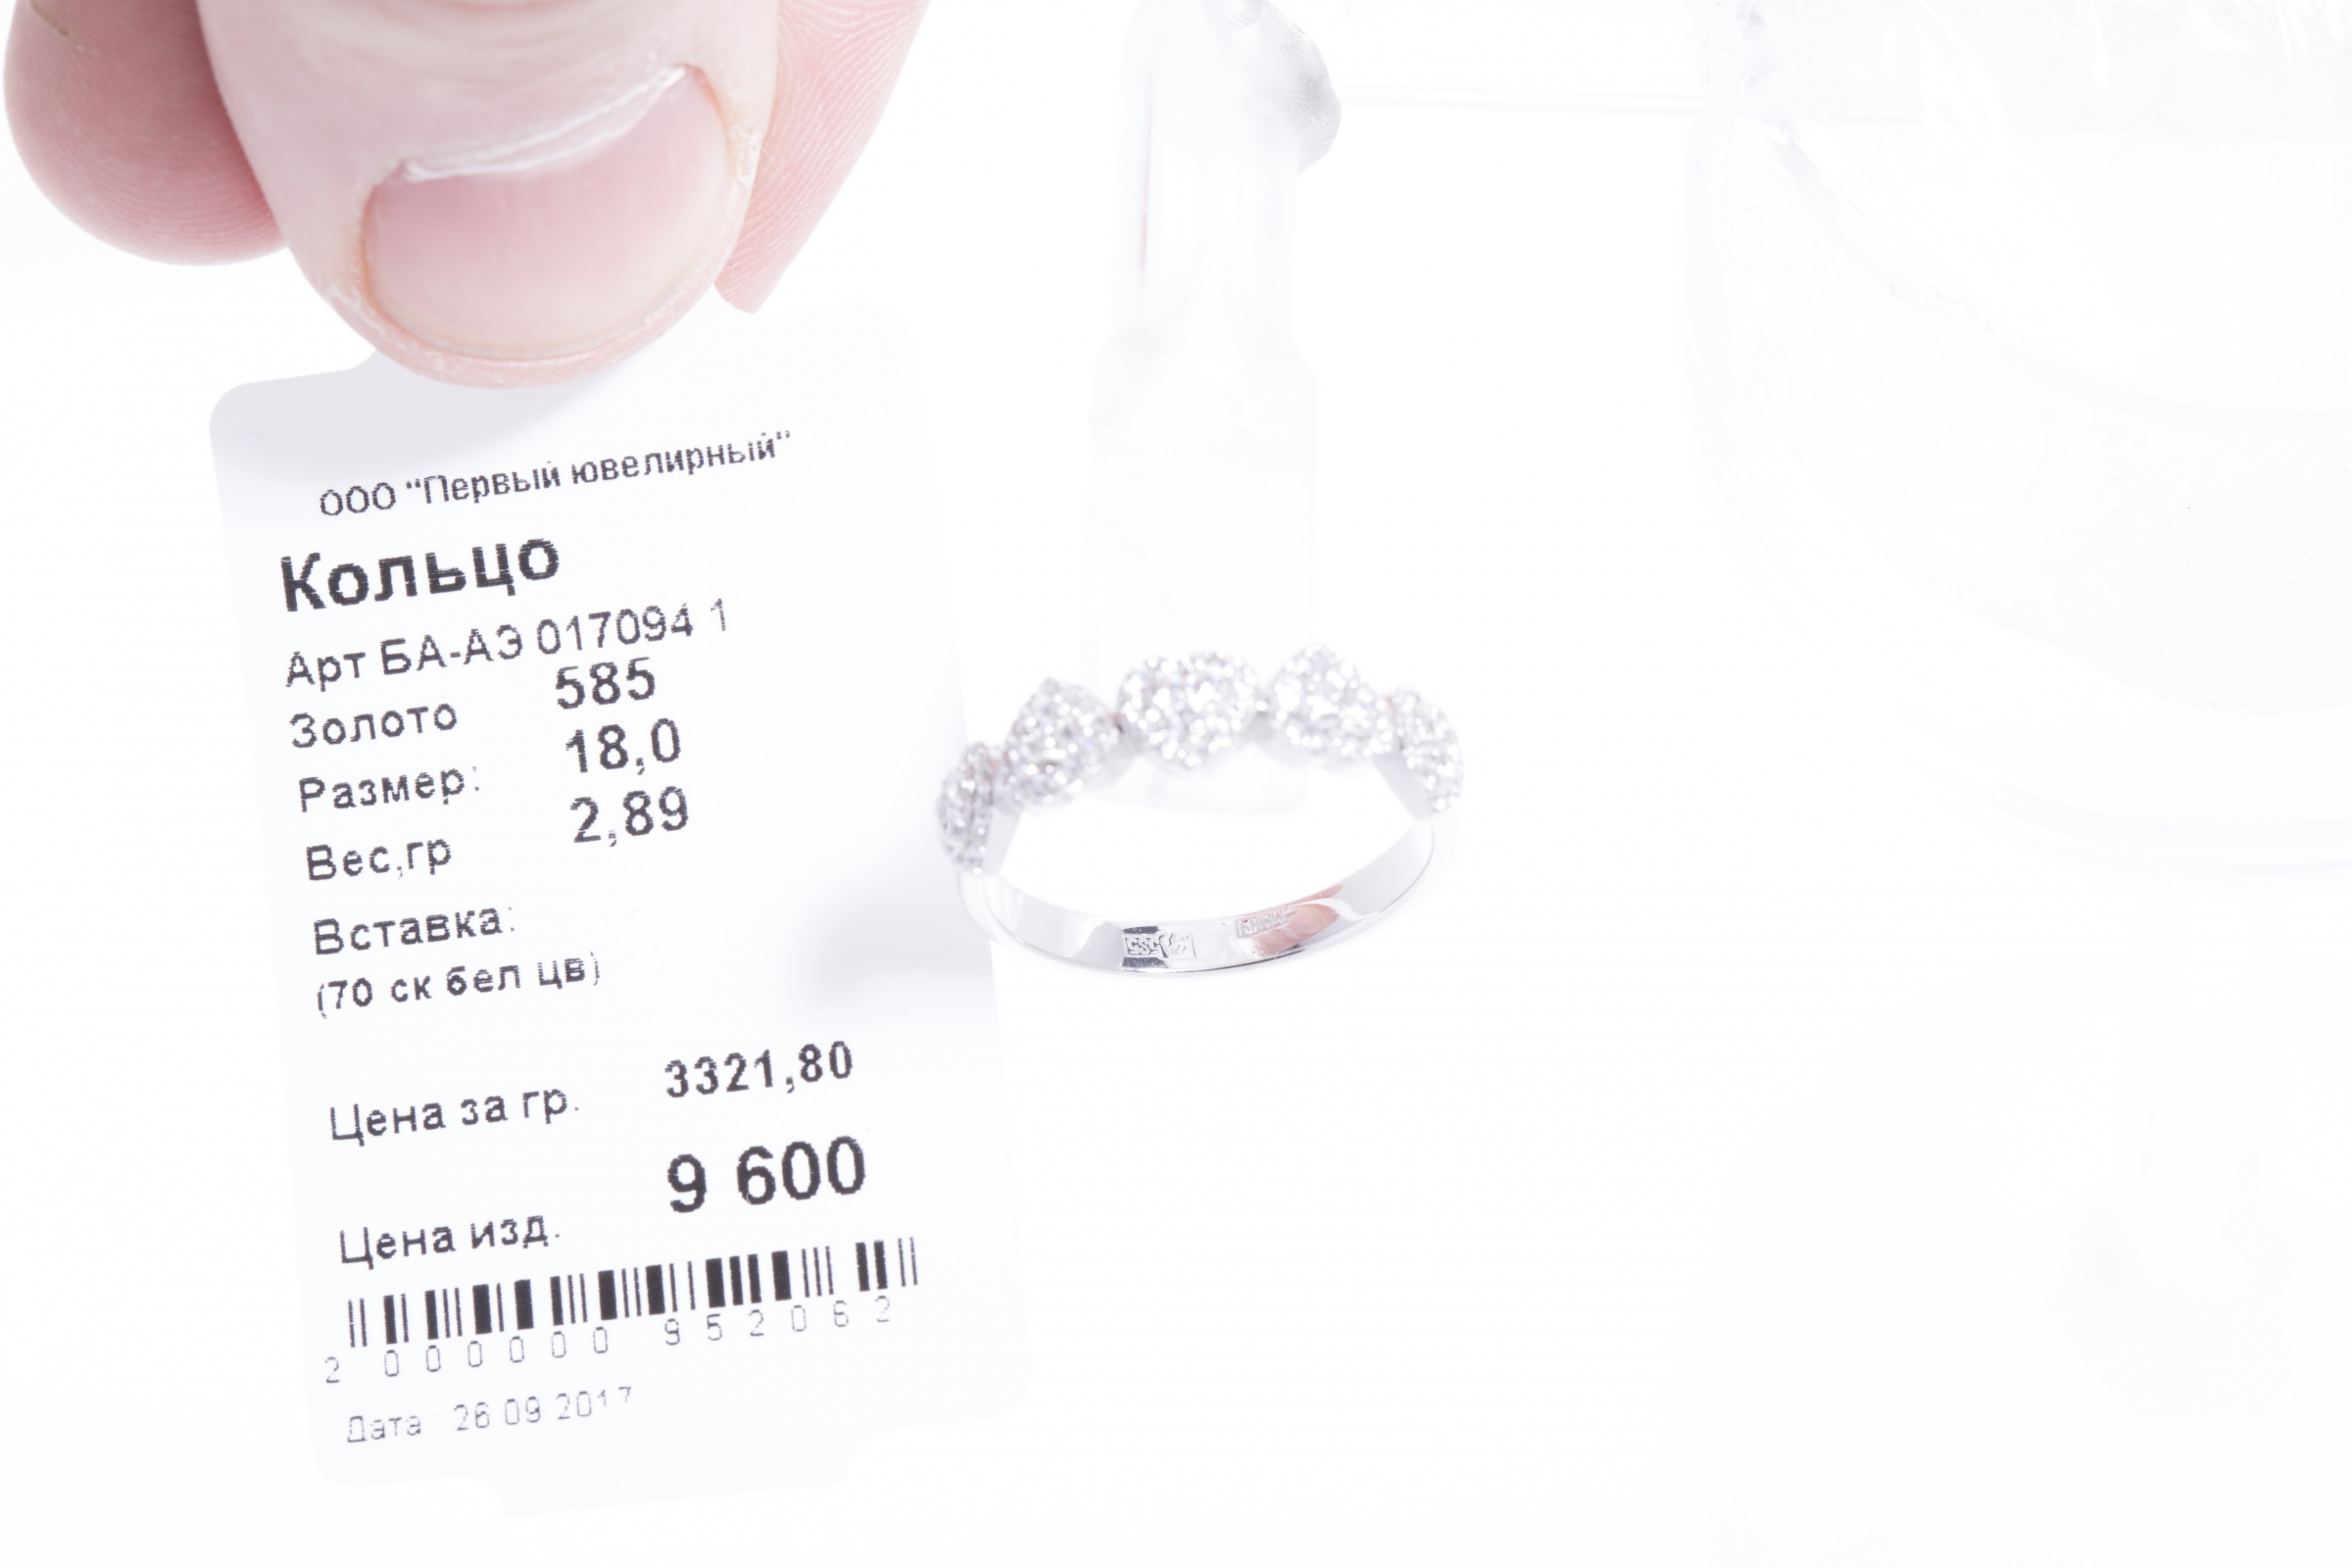 ООО "Первый ювелирный"
Кольцо
Арт БА-АЭ 017094 1
Золото 585
Размер: 18,0
Вес,гр 2,89
Вставка:
(70 ск бел цв)
Цена за гр. 3321,80
Цена изд. 9 600
2 000000 952062
Дата 26 09 2017
585